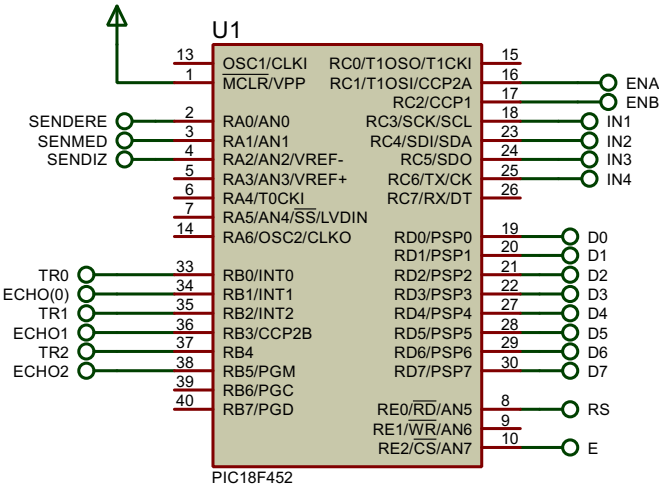 U1
13 OSC1/CLKI RC0/T1OSO/T1CKI 15
1 MCLR/VPP RC1/T1OSI/CCP2A 16 ENA
RC2/CCP1 17 ENB
SENDERE 2 RA0/AN0 RC3/SCK/SCL 18 IN1
SENMED 3 RA1/AN1 RC4/SDI/SDA 23 IN2
SENDIZ 4 RA2/AN2/VREF- RC5/SDO 24 IN3
5 RA3/AN3/VREF+ RC6/TX/CK 25 IN4
6 RA4/T0CKI RC7/RX/DT 26
7 RA5/AN4/SS/LVDIN
14 RA6/OSC2/CLKO RD0/PSP0 19 D0
RD1/PSP1 20 D1
TR0 33 RB0/INT0 RD2/PSP2 21 D2
ECHO(0) 34 RB1/INT1 RD3/PSP3 22 D3
TR1 35 RB2/INT2 RD4/PSP4 27 D4
ECHO1 36 RB3/CCP2B RD5/PSP5 28 D5
TR2 37 RB4 RD6/PSP6 29 D6
ECHO2 38 RB5/PGM RD7/PSP7 30 D7
39 RB6/PGC
40 RB7/PGD RE0/RD/AN5 8 RS
RE1/WR/AN6 9
RE2/CS/AN7 10 E
PIC18F452